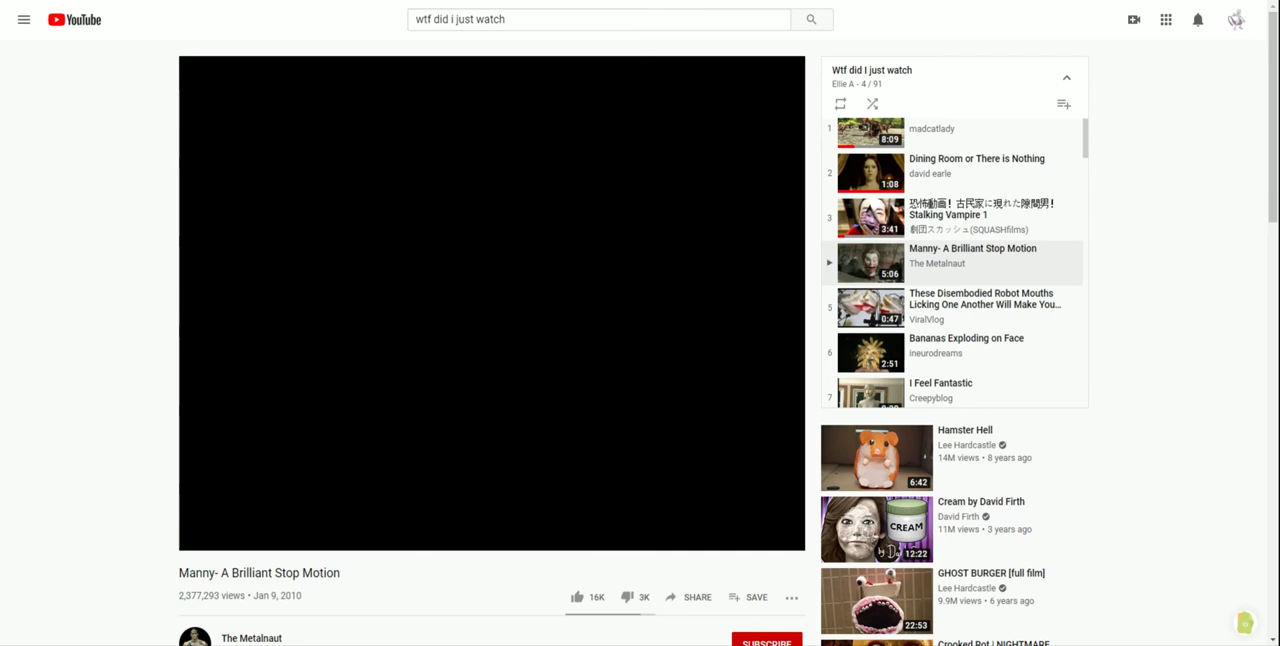 YouTube
wtf did i just watch
Wtf did I just watch
Ellie A - 4 / 91
1
8:09
madcatlady
2
1:08
Dining Room or There is Nothing
david earle
3
3:41
恐怖動画! 古民家に現れた隙間男!
Stalking Vampire 1
劇団スカッシュ(SQUASHfilms)
5:06
Manny- A Brilliant Stop Motion
The Metalnaut
5
0:47
These Disembodied Robot Mouths
Licking One Another Will Make You...
ViralVlog
6
2:51
Bananas Exploding on Face
ineurodreams
7
I Feel Fantastic
Creepyblog
6:42
Hamster Hell
Lee Hardcastle
14M views • 8 years ago
CREAM
12:22
Cream by David Firth
David Firth
11M views • 3 years ago
22:53
GHOST BURGER [full film]
Lee Hardcastle
9.9M views • 6 years ago
Crooked Rot | NIGHTMARE
Manny- A Brilliant Stop Motion
2,377,293 views • Jan 9, 2010
16K
3K
SHARE
SAVE
The Metalnaut
SUBSCRIBE